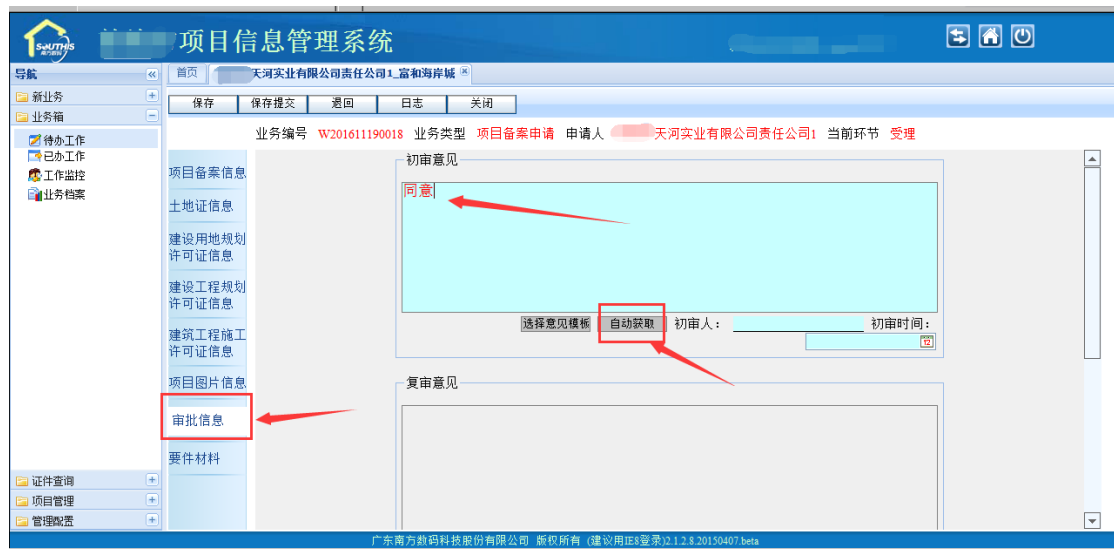 SOUTHIS
南方数码
项目信息管理系统
导航
首页
天河实业有限公司责任公司1_富和海岸城
新业务
业务箱
待办工作
已办工作
工作监控
业务档案
证件查询
项目管理
管理配置
保存
保存提交
退回
日志
关闭
业务编号 W201611190018 业务类型 项目备案申请 申请人 天河实业有限公司责任公司1 当前环节 受理
项目备案信息
土地证信息
建设用地规划
许可证信息
建设工程规划
许可证信息
建筑工程施工
许可证信息
项目图片信息
审批信息
要件材料
初审意见
同意
选择意见模板 自动获取 初审人: 初审时间:
12
复审意见
广东南方数码科技股份有限公司 版权所有 (建议用IE8登录)2.1.2.8.20150407.beta